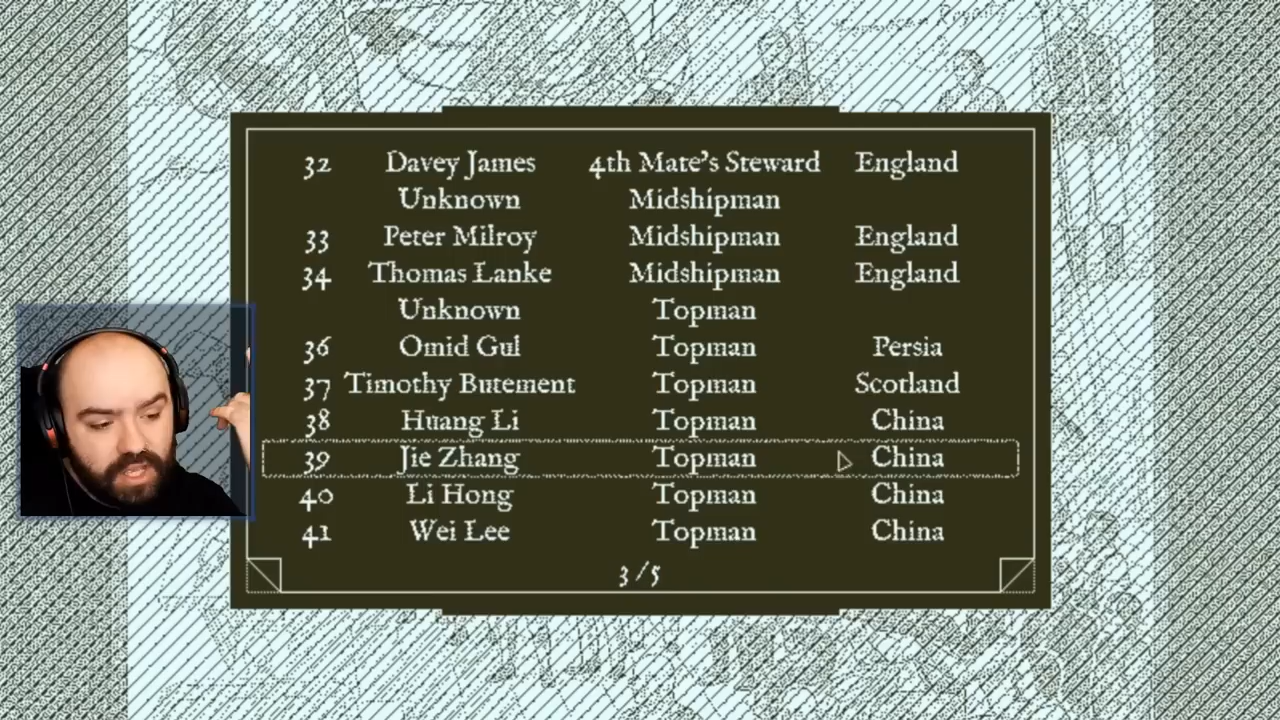 32 Davey James 4th Mate's Steward England
Unknown Midshipman
33 Peter Milroy Midshipman England
34 Thomas Lanke Midshipman England
Unknown Topman
36 Omid Gul Topman Persia
37 Timothy Butement Topman Scotland
38 Huang Li Topman China
39 Jie Zhang Topman China
40 Li Hong Topman China
41 Wei Lee Topman China
3/5